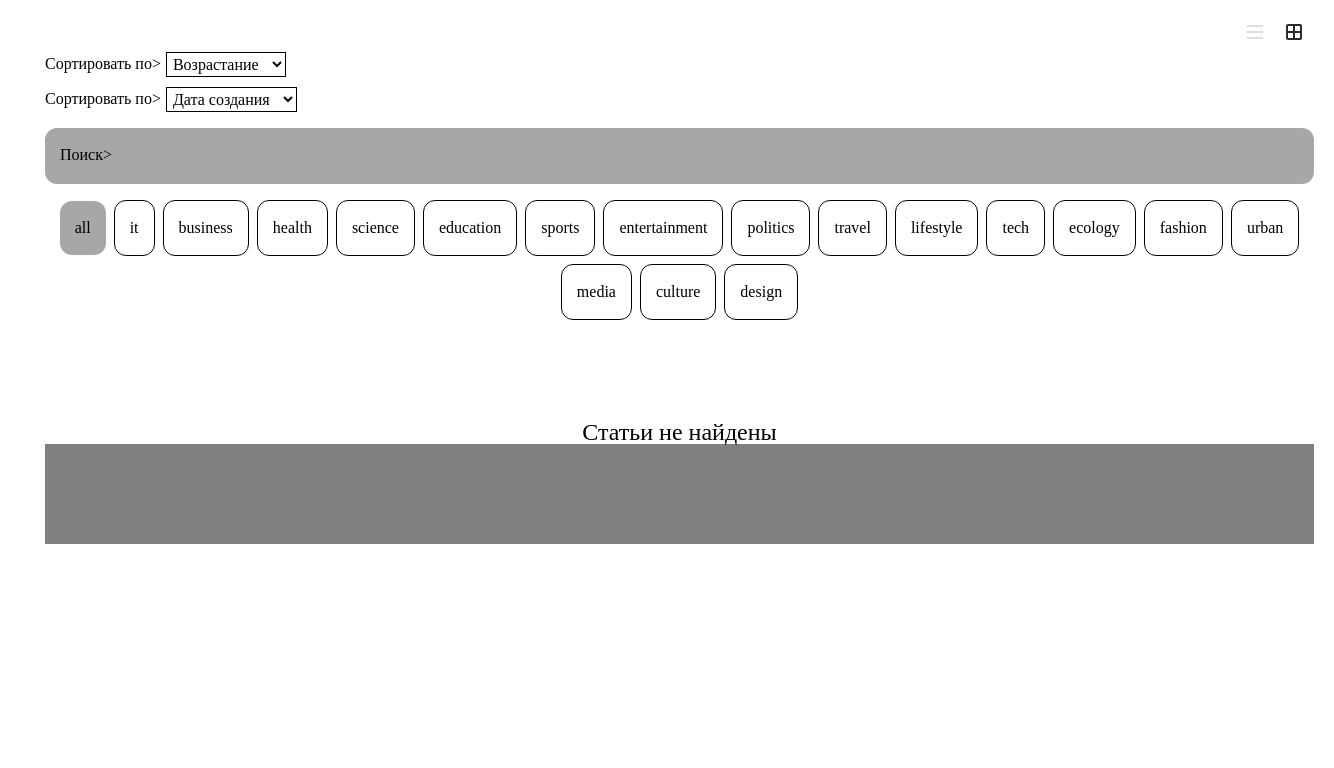 Сортировать по> Возрастание
Сортировать по> Дата создания
Поиск>
all it business health science education sports entertainment politics travel lifestyle tech ecology fashion urban
media culture design
Статьи не найдены